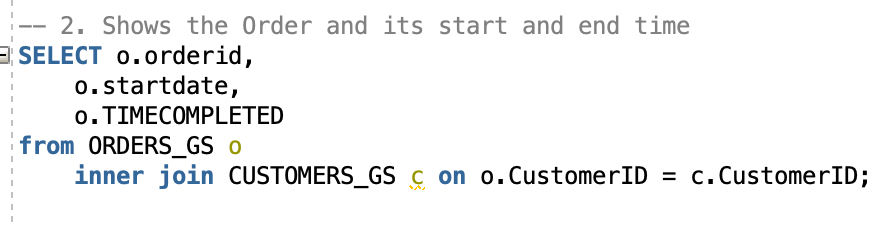 -- 2. Shows the Order and its start and end time
SELECT o.orderid,
o.startdate,
o.TIMECOMPLETED
from ORDERS_GS o
inner join CUSTOMERS_GS c on o.CustomerID = c.CustomerID;